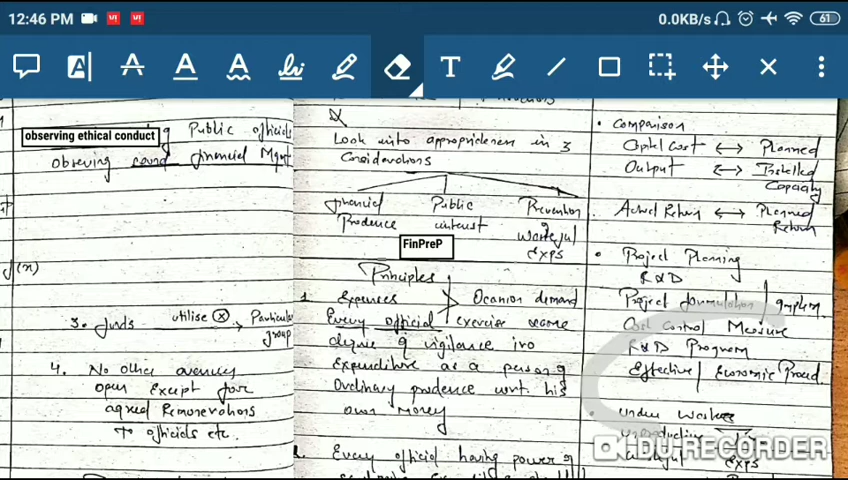 12:46 PM
0.0KB/s
61
T
observing ethical conduct
Public officials
observing financial Mgmt
(x)
3. funds utilise (x) → Particular
group
4. No other avenues
open Except for
agreed Remunerations
to officials etc.
Look into appropriateness in 3
Considerations
financial Public Prevention
Prudence interest of
wasteful
Exps
FinPreP
Principles
1. Expenses
Occasion demand
Every official exercise same
degree of vigilance iro
Expenditure as a person of
Ordinary prudence wrt his
own money
2. Every official having power of
• Comparison
Capital Cost ↔ Planned
Output ↔ Installed
Capacity
Actual Return ↔ Planned
Return
• Project Planning
R&D
Project formulation Implem
Cost Control Measure
R&D Program
Effective / Economic Proced
• Exps
DU RECORDER